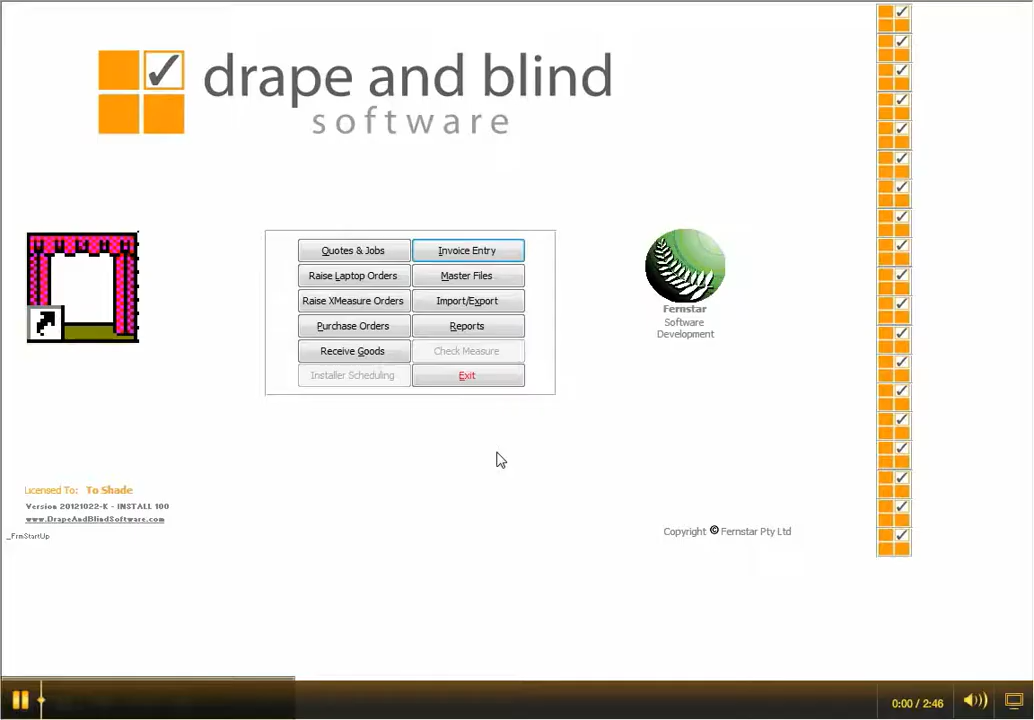 drape and blind
software
Quotes & Jobs
Invoice Entry
Raise Laptop Orders
Master Files
Raise XMeasure Orders
Import/Export
Purchase Orders
Reports
Receive Goods
Check Measure
Installer Scheduling
Exit
Fernstar
Software
Development
Licensed To: To Shade
Version 20121022-K - INSTALL 100
www.DrapeAndBlindSoftware.com
_FrmStartUp
Copyright © Fernstar Pty Ltd
0:00 / 2:46